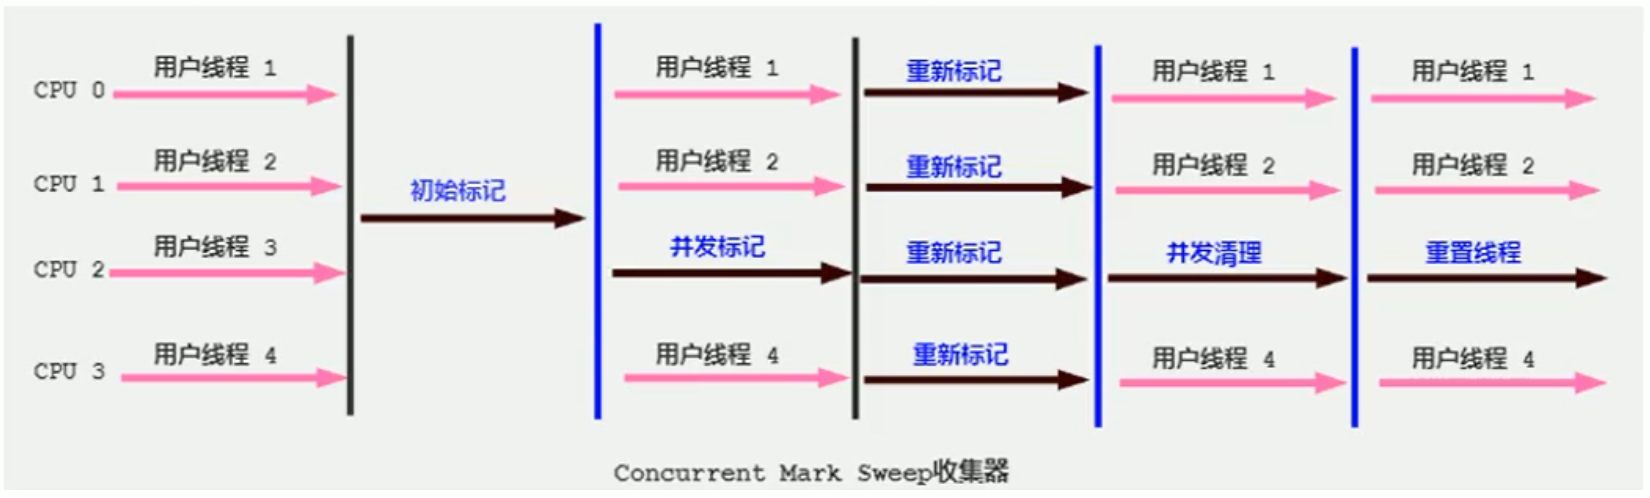 用户线程 1 用户线程 1 重新标记 用户线程 1 用户线程 1
CPU 0
用户线程 2 用户线程 2 重新标记 用户线程 2 用户线程 2
CPU 1
初始标记
用户线程 3 并发标记 重新标记 并发清理 重置线程
CPU 2
用户线程 4 用户线程 4 重新标记 用户线程 4 用户线程 4
CPU 3
Concurrent Mark Sweep收集器